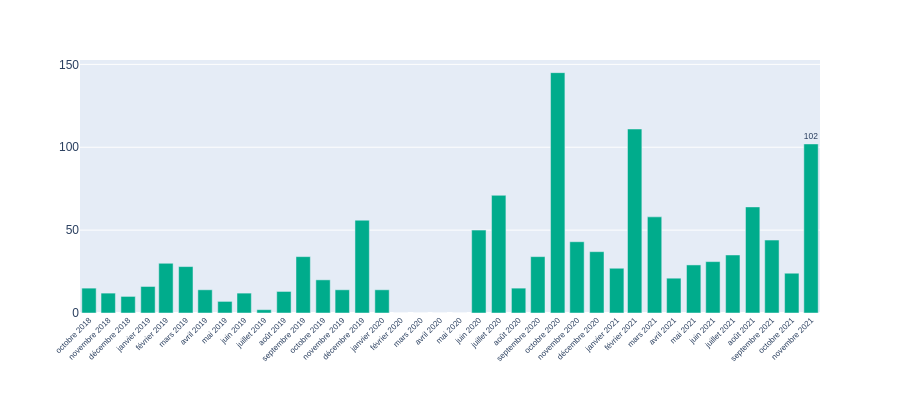 150
100
50
0
102
octobre 2018
novembre 2018
décembre 2018
janvier 2019
février 2019
mars 2019
avril 2019
mai 2019
juin 2019
juillet 2019
août 2019
septembre 2019
octobre 2019
novembre 2019
décembre 2019
janvier 2020
février 2020
mars 2020
avril 2020
mai 2020
juin 2020
juillet 2020
août 2020
septembre 2020
octobre 2020
novembre 2020
décembre 2020
janvier 2021
février 2021
mars 2021
avril 2021
mai 2021
juin 2021
juillet 2021
août 2021
septembre 2021
octobre 2021
novembre 2021